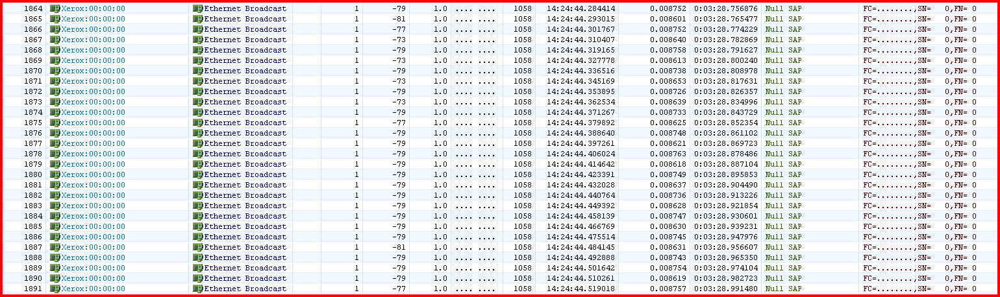 1864 Xerox:00:00:00 Ethernet Broadcast 1 -79 1.0 .... .... 1058 14:24:44.284414 0.008752 0:03:28.756876 Null SAP FC=........,SN= 0,FN= 0
1865 Xerox:00:00:00 Ethernet Broadcast 1 -81 1.0 .... .... 1058 14:24:44.293015 0.008601 0:03:28.765477 Null SAP FC=........,SN= 0,FN= 0
1866 Xerox:00:00:00 Ethernet Broadcast 1 -77 1.0 .... .... 1058 14:24:44.301767 0.008752 0:03:28.774229 Null SAP FC=........,SN= 0,FN= 0
1867 Xerox:00:00:00 Ethernet Broadcast 1 -73 1.0 .... .... 1058 14:24:44.310407 0.008640 0:03:28.782869 Null SAP FC=........,SN= 0,FN= 0
1868 Xerox:00:00:00 Ethernet Broadcast 1 -79 1.0 .... .... 1058 14:24:44.319165 0.008758 0:03:28.791627 Null SAP FC=........,SN= 0,FN= 0
1869 Xerox:00:00:00 Ethernet Broadcast 1 -73 1.0 .... .... 1058 14:24:44.327778 0.008613 0:03:28.800240 Null SAP FC=........,SN= 0,FN= 0
1870 Xerox:00:00:00 Ethernet Broadcast 1 -79 1.0 .... .... 1058 14:24:44.336516 0.008738 0:03:28.808978 Null SAP FC=........,SN= 0,FN= 0
1871 Xerox:00:00:00 Ethernet Broadcast 1 -73 1.0 .... .... 1058 14:24:44.345169 0.008653 0:03:28.817631 Null SAP FC=........,SN= 0,FN= 0
1872 Xerox:00:00:00 Ethernet Broadcast 1 -79 1.0 .... .... 1058 14:24:44.353895 0.008726 0:03:28.826357 Null SAP FC=........,SN= 0,FN= 0
1873 Xerox:00:00:00 Ethernet Broadcast 1 -73 1.0 .... .... 1058 14:24:44.362534 0.008639 0:03:28.834996 Null SAP FC=........,SN= 0,FN= 0
1874 Xerox:00:00:00 Ethernet Broadcast 1 -79 1.0 .... .... 1058 14:24:44.371267 0.008733 0:03:28.843729 Null SAP FC=........,SN= 0,FN= 0
1875 Xerox:00:00:00 Ethernet Broadcast 1 -77 1.0 .... .... 1058 14:24:44.379892 0.008625 0:03:28.852354 Null SAP FC=........,SN= 0,FN= 0
1876 Xerox:00:00:00 Ethernet Broadcast 1 -79 1.0 .... .... 1058 14:24:44.388640 0.008748 0:03:28.861102 Null SAP FC=........,SN= 0,FN= 0
1877 Xerox:00:00:00 Ethernet Broadcast 1 -79 1.0 .... .... 1058 14:24:44.397261 0.008621 0:03:28.869723 Null SAP FC=........,SN= 0,FN= 0
1878 Xerox:00:00:00 Ethernet Broadcast 1 -79 1.0 .... .... 1058 14:24:44.406024 0.008763 0:03:28.878486 Null SAP FC=........,SN= 0,FN= 0
1879 Xerox:00:00:00 Ethernet Broadcast 1 -79 1.0 .... .... 1058 14:24:44.414642 0.008618 0:03:28.887104 Null SAP FC=........,SN= 0,FN= 0
1880 Xerox:00:00:00 Ethernet Broadcast 1 -79 1.0 .... .... 1058 14:24:44.423391 0.008749 0:03:28.895853 Null SAP FC=........,SN= 0,FN= 0
1881 Xerox:00:00:00 Ethernet Broadcast 1 -79 1.0 .... .... 1058 14:24:44.432028 0.008637 0:03:28.904490 Null SAP FC=........,SN= 0,FN= 0
1882 Xerox:00:00:00 Ethernet Broadcast 1 -79 1.0 .... .... 1058 14:24:44.440764 0.008736 0:03:28.913226 Null SAP FC=........,SN= 0,FN= 0
1883 Xerox:00:00:00 Ethernet Broadcast 1 -79 1.0 .... .... 1058 14:24:44.449392 0.008628 0:03:28.921854 Null SAP FC=........,SN= 0,FN= 0
1884 Xerox:00:00:00 Ethernet Broadcast 1 -79 1.0 .... .... 1058 14:24:44.458139 0.008747 0:03:28.930601 Null SAP FC=........,SN= 0,FN= 0
1885 Xerox:00:00:00 Ethernet Broadcast 1 -79 1.0 .... .... 1058 14:24:44.466769 0.008630 0:03:28.939231 Null SAP FC=........,SN= 0,FN= 0
1886 Xerox:00:00:00 Ethernet Broadcast 1 -79 1.0 .... .... 1058 14:24:44.475514 0.008745 0:03:28.947976 Null SAP FC=........,SN= 0,FN= 0
1887 Xerox:00:00:00 Ethernet Broadcast 1 -81 1.0 .... .... 1058 14:24:44.484145 0.008631 0:03:28.956607 Null SAP FC=........,SN= 0,FN= 0
1888 Xerox:00:00:00 Ethernet Broadcast 1 -79 1.0 .... .... 1058 14:24:44.492888 0.008743 0:03:28.965350 Null SAP FC=........,SN= 0,FN= 0
1889 Xerox:00:00:00 Ethernet Broadcast 1 -79 1.0 .... .... 1058 14:24:44.501642 0.008754 0:03:28.974104 Null SAP FC=........,SN= 0,FN= 0
1890 Xerox:00:00:00 Ethernet Broadcast 1 -79 1.0 .... .... 1058 14:24:44.510261 0.008619 0:03:28.982723 Null SAP FC=........,SN= 0,FN= 0
1891 Xerox:00:00:00 Ethernet Broadcast 1 -77 1.0 .... .... 1058 14:24:44.519018 0.008757 0:03:28.991480 Null SAP FC=........,SN= 0,FN= 0